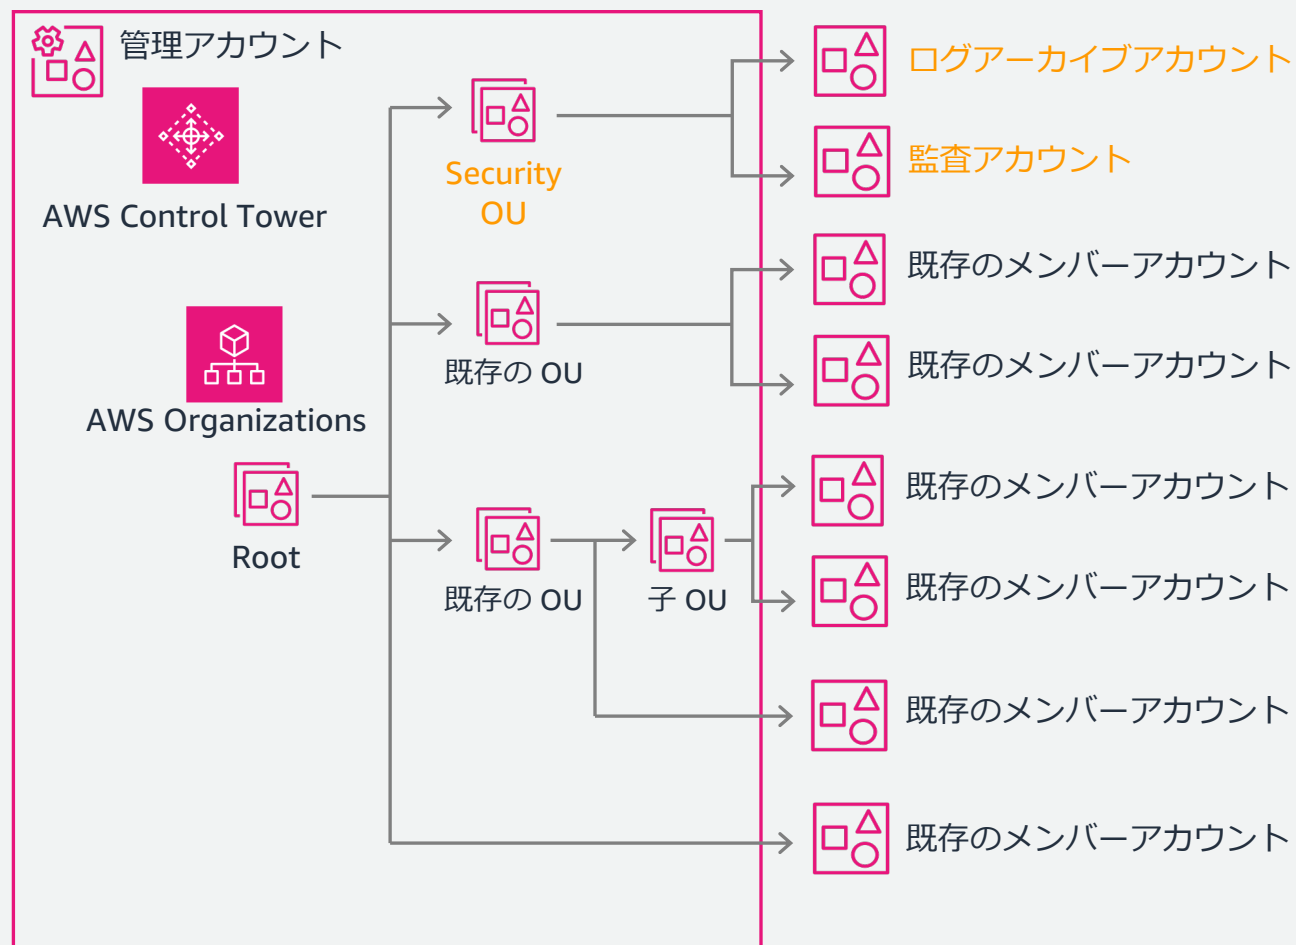 管理アカウント
AWS Control Tower
AWS Organizations
Root
Security
OU
既存の OU
既存の OU
子 OU
ログアーカイブアカウント
監査アカウント
既存のメンバーアカウント
既存のメンバーアカウント
既存のメンバーアカウント
既存のメンバーアカウント
既存のメンバーアカウント
既存のメンバーアカウント